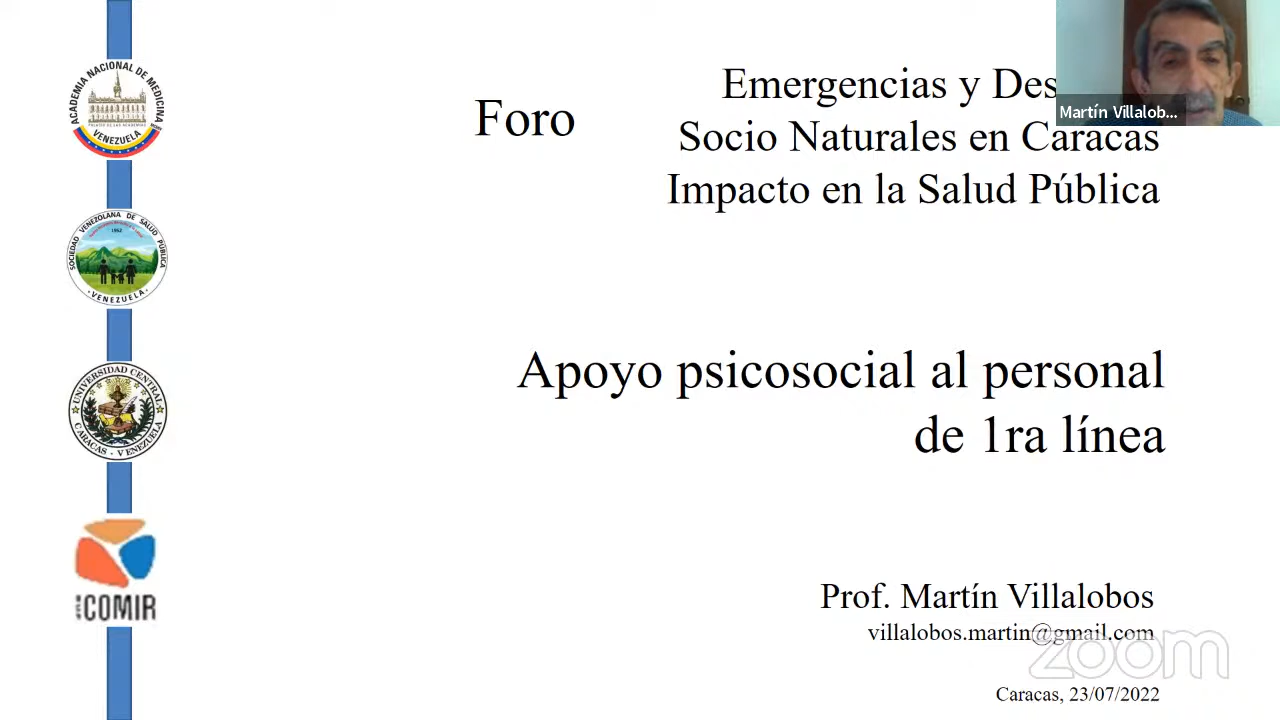 Foro
Emergencias y Des
Socio Naturales en Caracas
Impacto en la Salud Pública
Martín Villalob...
ACADEMIA NACIONAL DE MEDICINA
VENEZUELA
SOCIEDAD VENEZOLANA DE SALUD PÚBLICA
1962
VENEZUELA
UNIVERSIDAD CENTRAL
CARACAS - VENEZUELA
COMIR
Apoyo psicosocial al personal
de 1ra línea
Prof. Martín Villalobos
villalobos.martin@gmail.com
zoom
Caracas, 23/07/2022